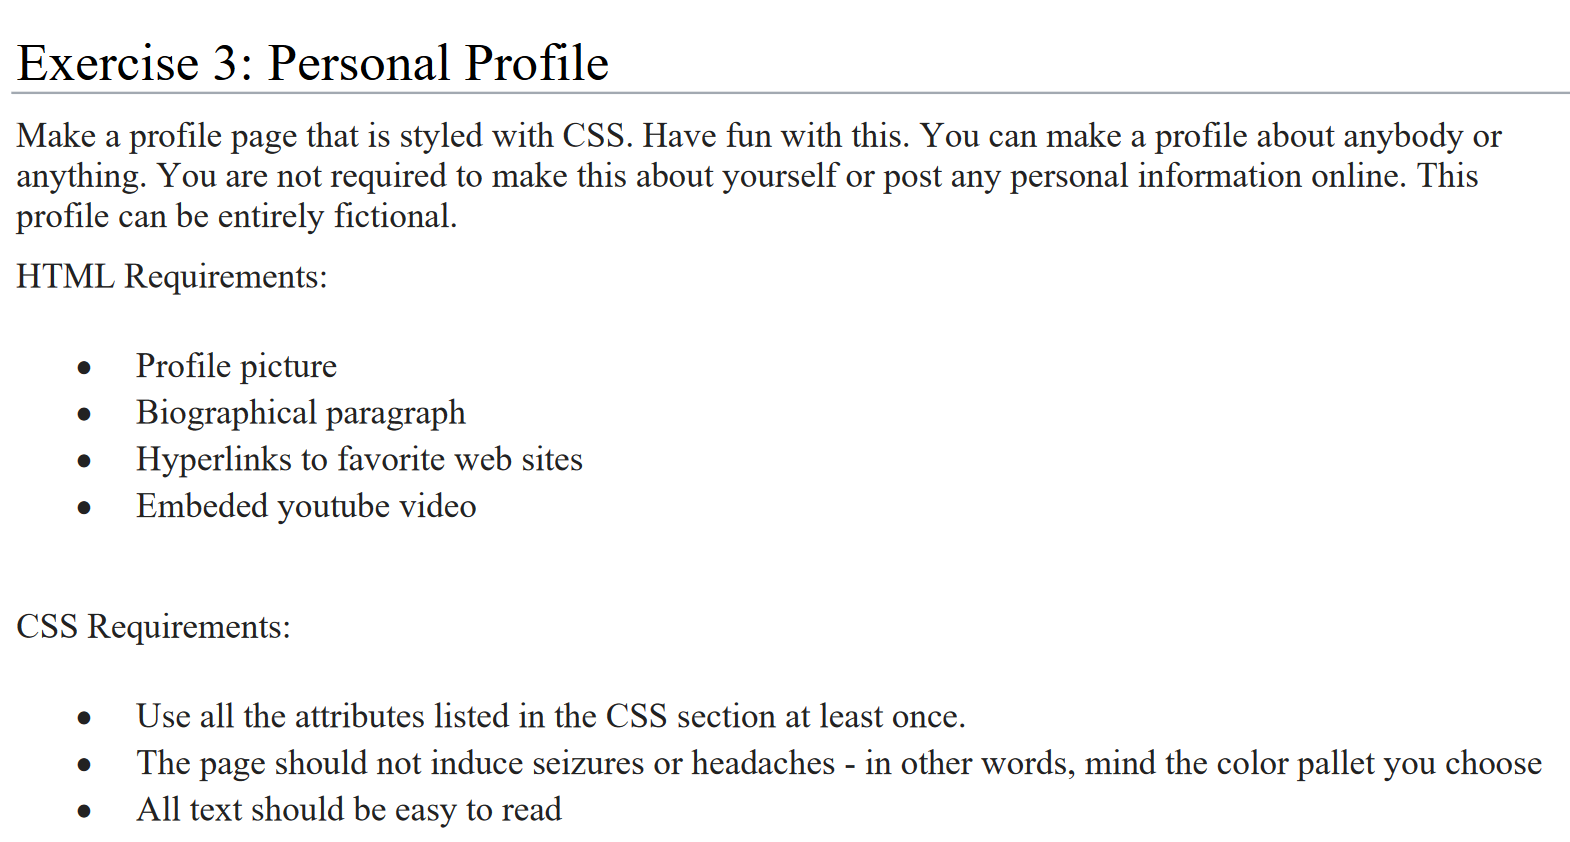 Exercise 3: Personal Profile
Make a profile page that is styled with CSS. Have fun with this. You can make a profile about anybody or
anything. You are not required to make this about yourself or post any personal information online. This
profile can be entirely fictional.
HTML Requirements:
● Profile picture
● Biographical paragraph
● Hyperlinks to favorite web sites
● Embeded youtube video
CSS Requirements:
● Use all the attributes listed in the CSS section at least once.
● The page should not induce seizures or headaches - in other words, mind the color pallet you choose
● All text should be easy to read